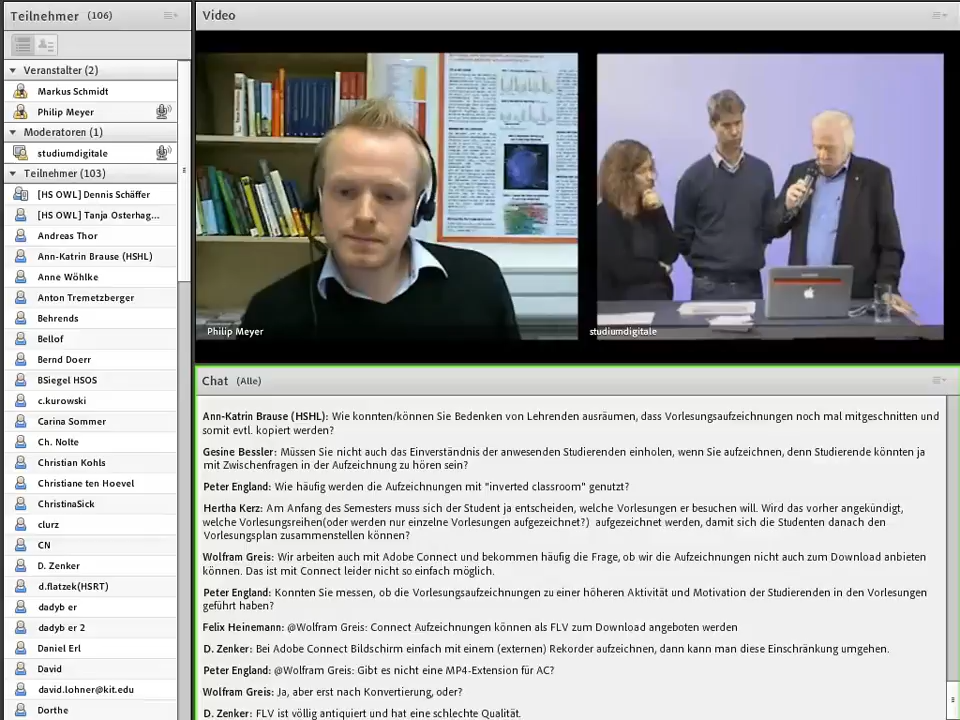 Teilnehmer (106)
Veranstalter (2)
Markus Schmidt
Philip Meyer
Moderatoren (1)
studiumdigitale
Teilnehmer (103)
[HS OWL] Dennis Schäffer
[HS OWL] Tanja Osterhag...
Andreas Thor
Ann-Katrin Brause (HSHL)
Anne Wöhlke
Anton Tremetzberger
Behrends
Bellof
Bernd Doerr
BSiegel HSOS
c.kurowski
Carina Sommer
Ch. Nolte
Christian Kohls
Christiane ten Hoevel
ChristinaSick
clurz
CN
D. Zenker
d.flatzek(HSRT)
dadyb er
dadyb er 2
Daniel Erl
David
david.lohner@kit.edu
Dorthe
Video
Philip Meyer
studiumdigitale
Chat (Alle)
Ann-Katrin Brause (HSHL): Wie konnten/können Sie Bedenken von Lehrenden ausräumen, dass Vorlesungsaufzeichnungen noch mal mitgeschnitten und
somit evtl. kopiert werden?
Gesine Bessler: Müssen Sie nicht auch das Einverständnis der anwesenden Studierenden einholen, wenn Sie aufzeichnen, denn Studierende könnten ja
mit Zwischenfragen in der Aufzeichnung zu hören sein?
Peter England: Wie häufig werden die Aufzeichnungen mit "inverted classroom" genutzt?
Hertha Kerz: Am Anfang des Semesters muss sich der Student ja entscheiden, welche Vorlesungen er besuchen will. Wird das vorher angekündigt,
welche Vorlesungsreihen(oder werden nur einzelne Vorlesungen aufgezeichnet?) aufgezeichnet werden, damit sich die Studenten danach den
Vorlesungsplan zusammenstellen können?
Wolfram Greis: Wir arbeiten auch mit Adobe Connect und bekommen häufig die Frage, ob wir die Aufzeichnungen nicht auch zum Download anbieten
können. Das ist mit Connect leider nicht so einfach möglich.
Peter England: Konnten Sie messen, ob die Vorlesungsaufzeichnungen zu einer höheren Aktivität und Motivation der Studierenden in den Vorlesungen
geführt haben?
Felix Heinemann: @Wolfram Greis: Connect Aufzeichnungen können als FLV zum Download angeboten werden
D. Zenker: Bei Adobe Connect Bildschirm einfach mit einem (externen) Rekorder aufzeichnen, dann kann man diese Einschränkung umgehen.
Peter England: @Wolfram Greis: Gibt es nicht eine MP4-Extension für AC?
Wolfram Greis: Ja, aber erst nach Konvertierung, oder?
D. Zenker: FLV ist völlig antiquiert und hat eine schlechte Qualität.